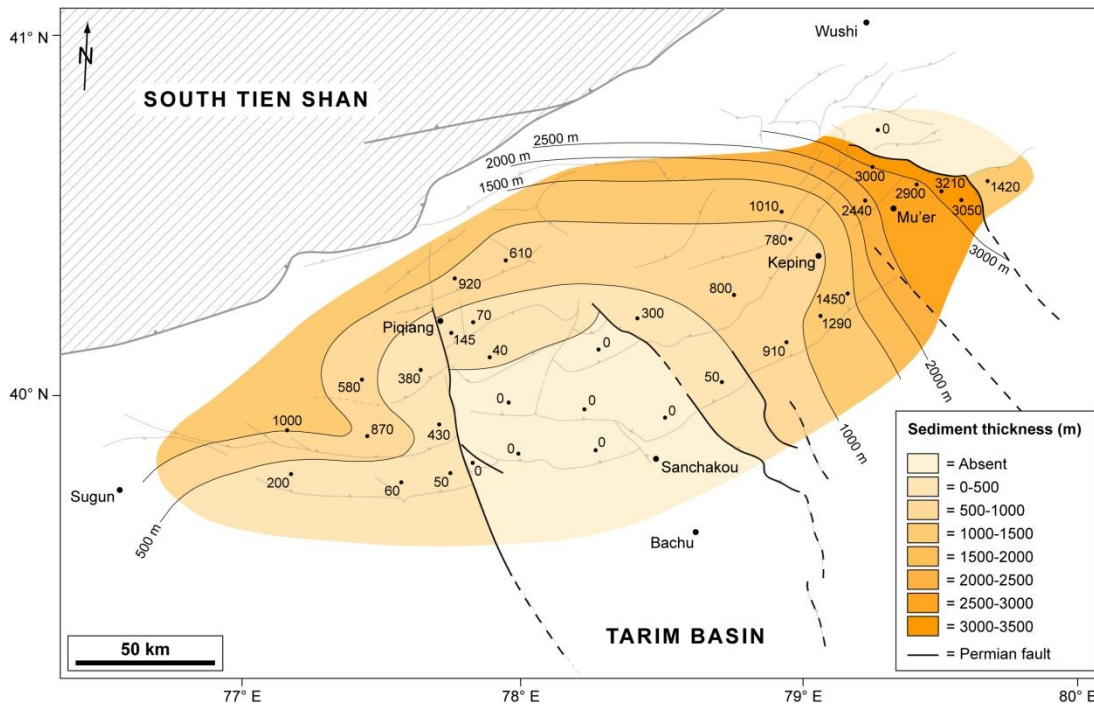 41° N
N
Wushi
SOUTH TIEN SHAN
0
2500 m
2000 m
1500 m
3000
2900
3210
1420
1010
2440
Mu'er
3050
780
3000 m
610
Keping
920
800
1450
70
300
1290
Piqiang
145
0
40
910
380
50
40° N
580
0
0
0
2000 m
1000
870
430
1000 m
0
0
Sanchakou
200
60
50
0
Sugun
500 m
Bachu
Sediment thickness (m)
= Absent
= 0-500
= 500-1000
= 1000-1500
= 1500-2000
= 2000-2500
= 2500-3000
= 3000-3500
= Permian fault
TARIM BASIN
50 km
77° E
78° E
79° E
80° E